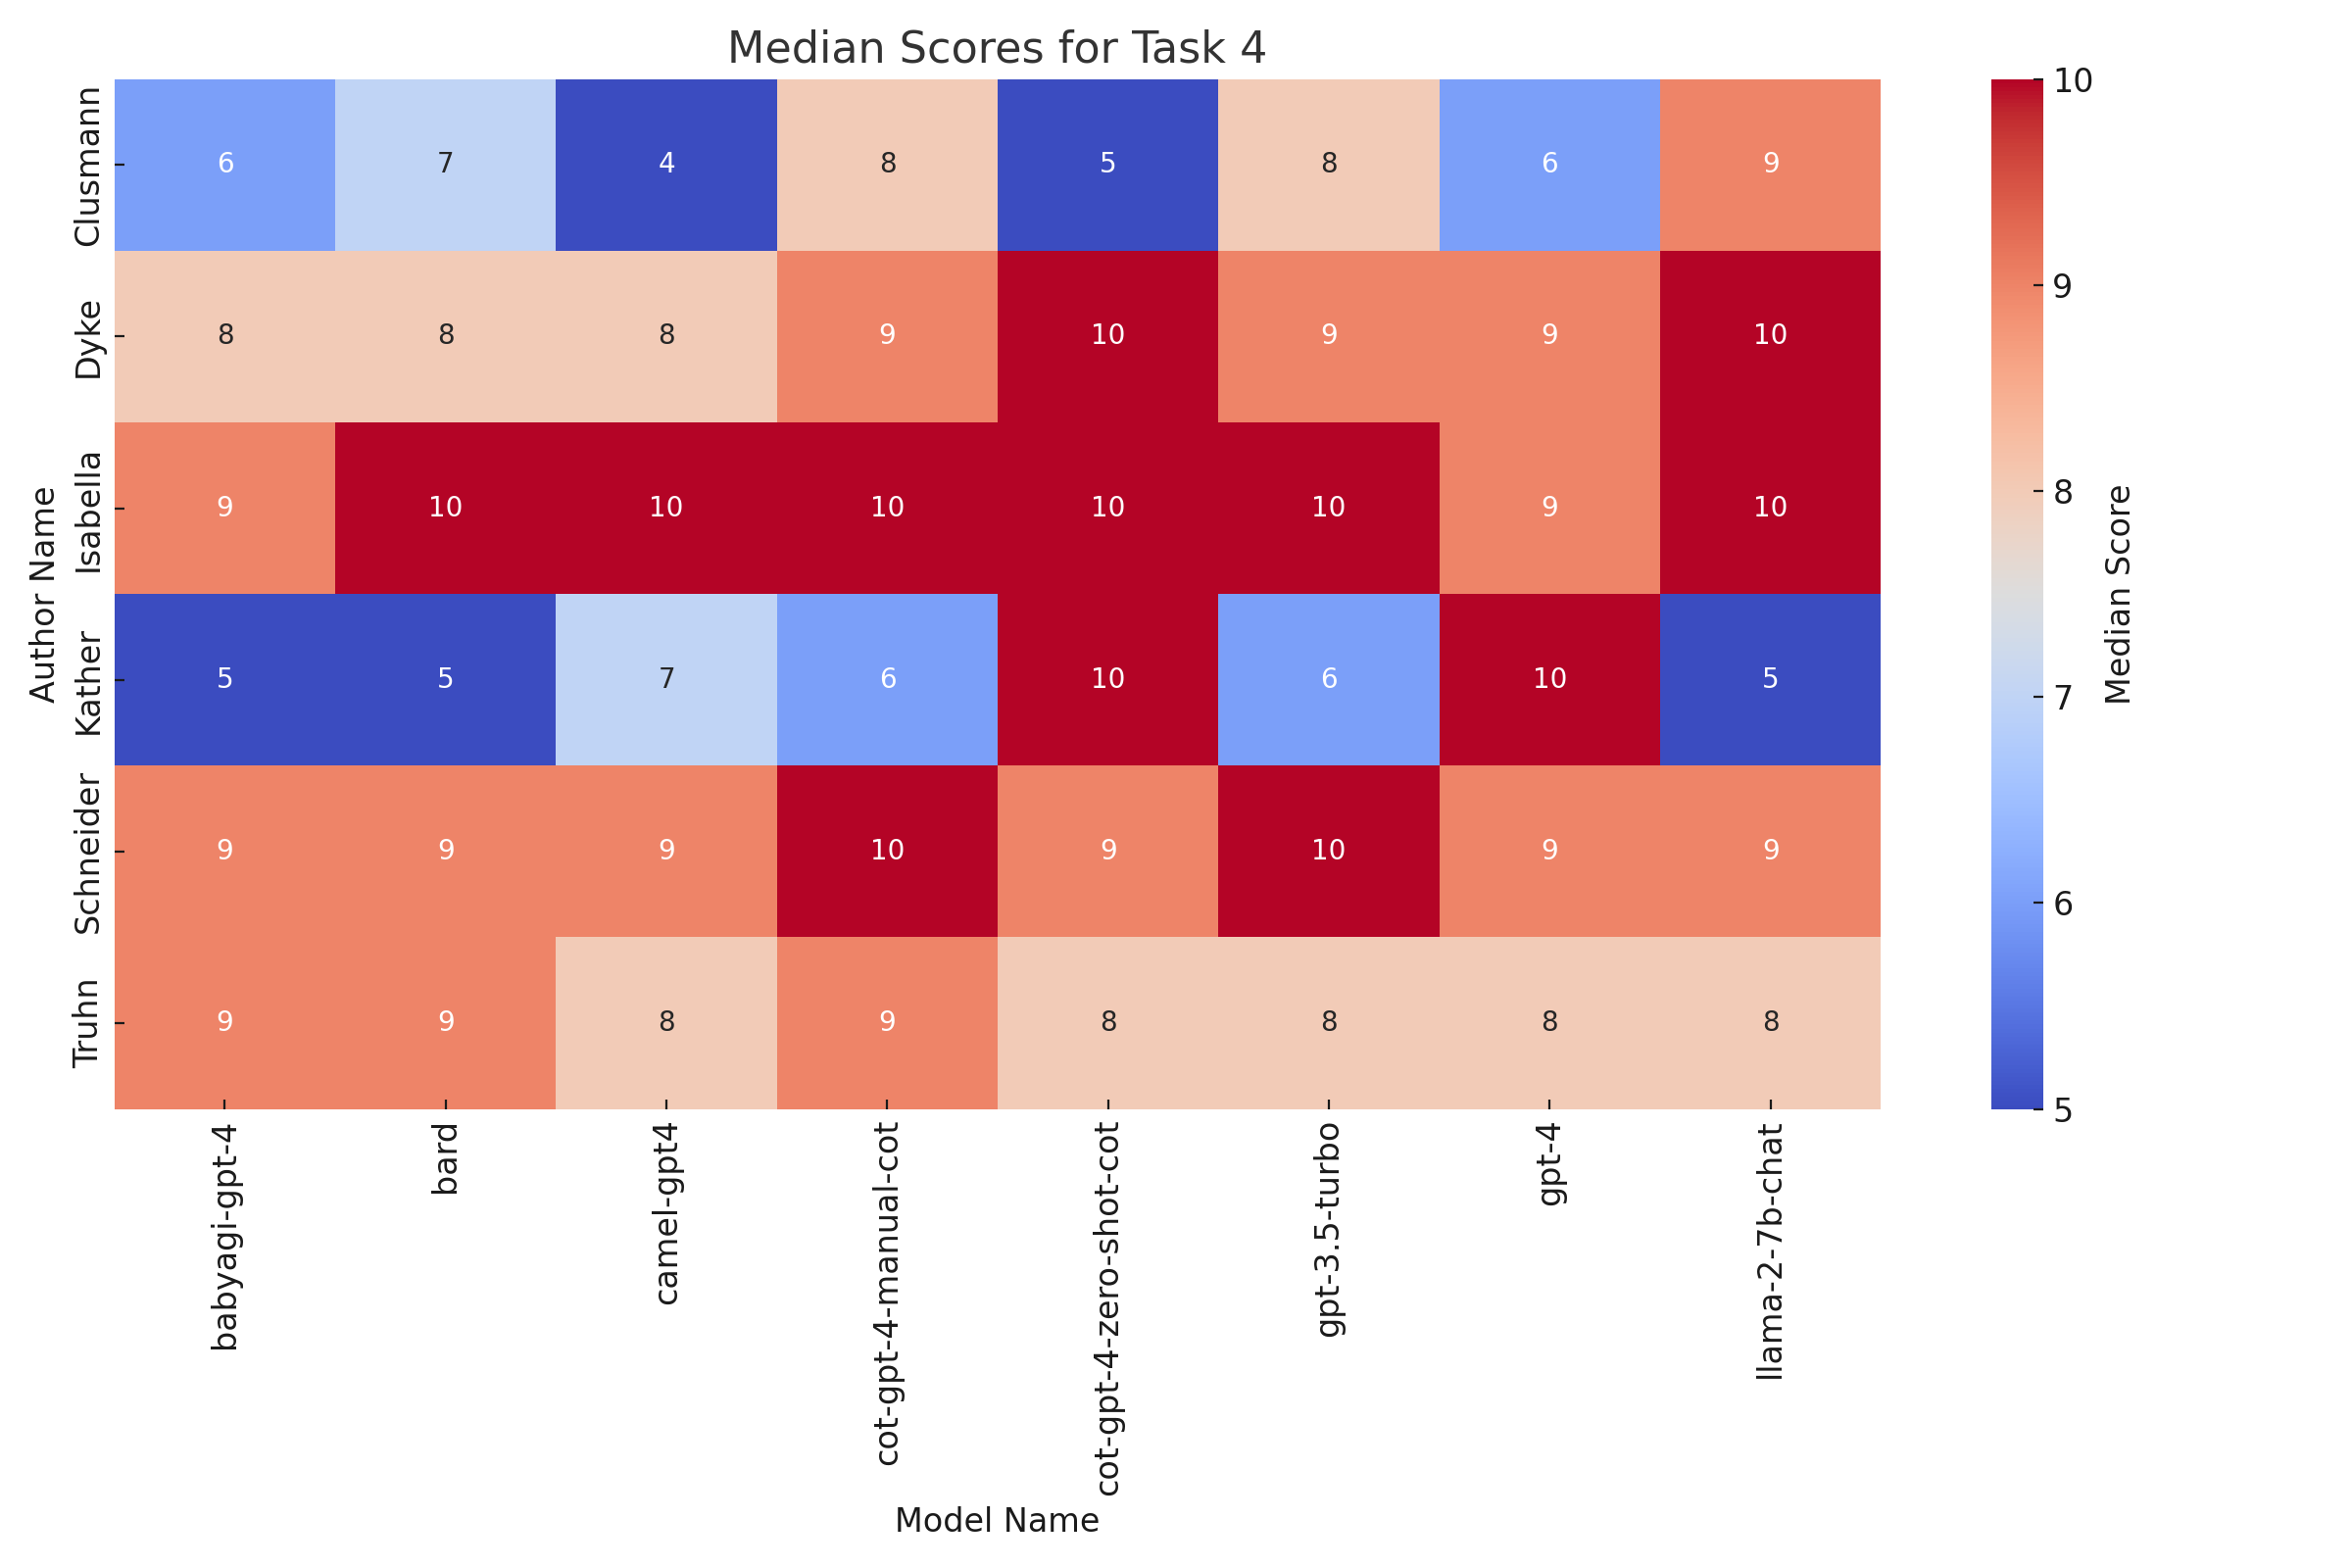 Median Scores for Task 4
Author Name
Clusmann 6 7 4 8 5 8 6 9
Dyke 8 8 8 9 10 9 9 10
Isabella 9 10 10 10 10 10 9 10
Kather 5 5 7 6 10 6 10 5
Schneider 9 9 9 10 9 10 9 9
Truhn 9 9 8 9 8 8 8 8
babyagi-gpt-4
bard
camel-gpt4
cot-gpt-4-manual-cot
cot-gpt-4-zero-shot-cot
gpt-3.5-turbo
gpt-4
llama-2-7b-chat
Model Name
10
9
8
7
6
5
Median Score